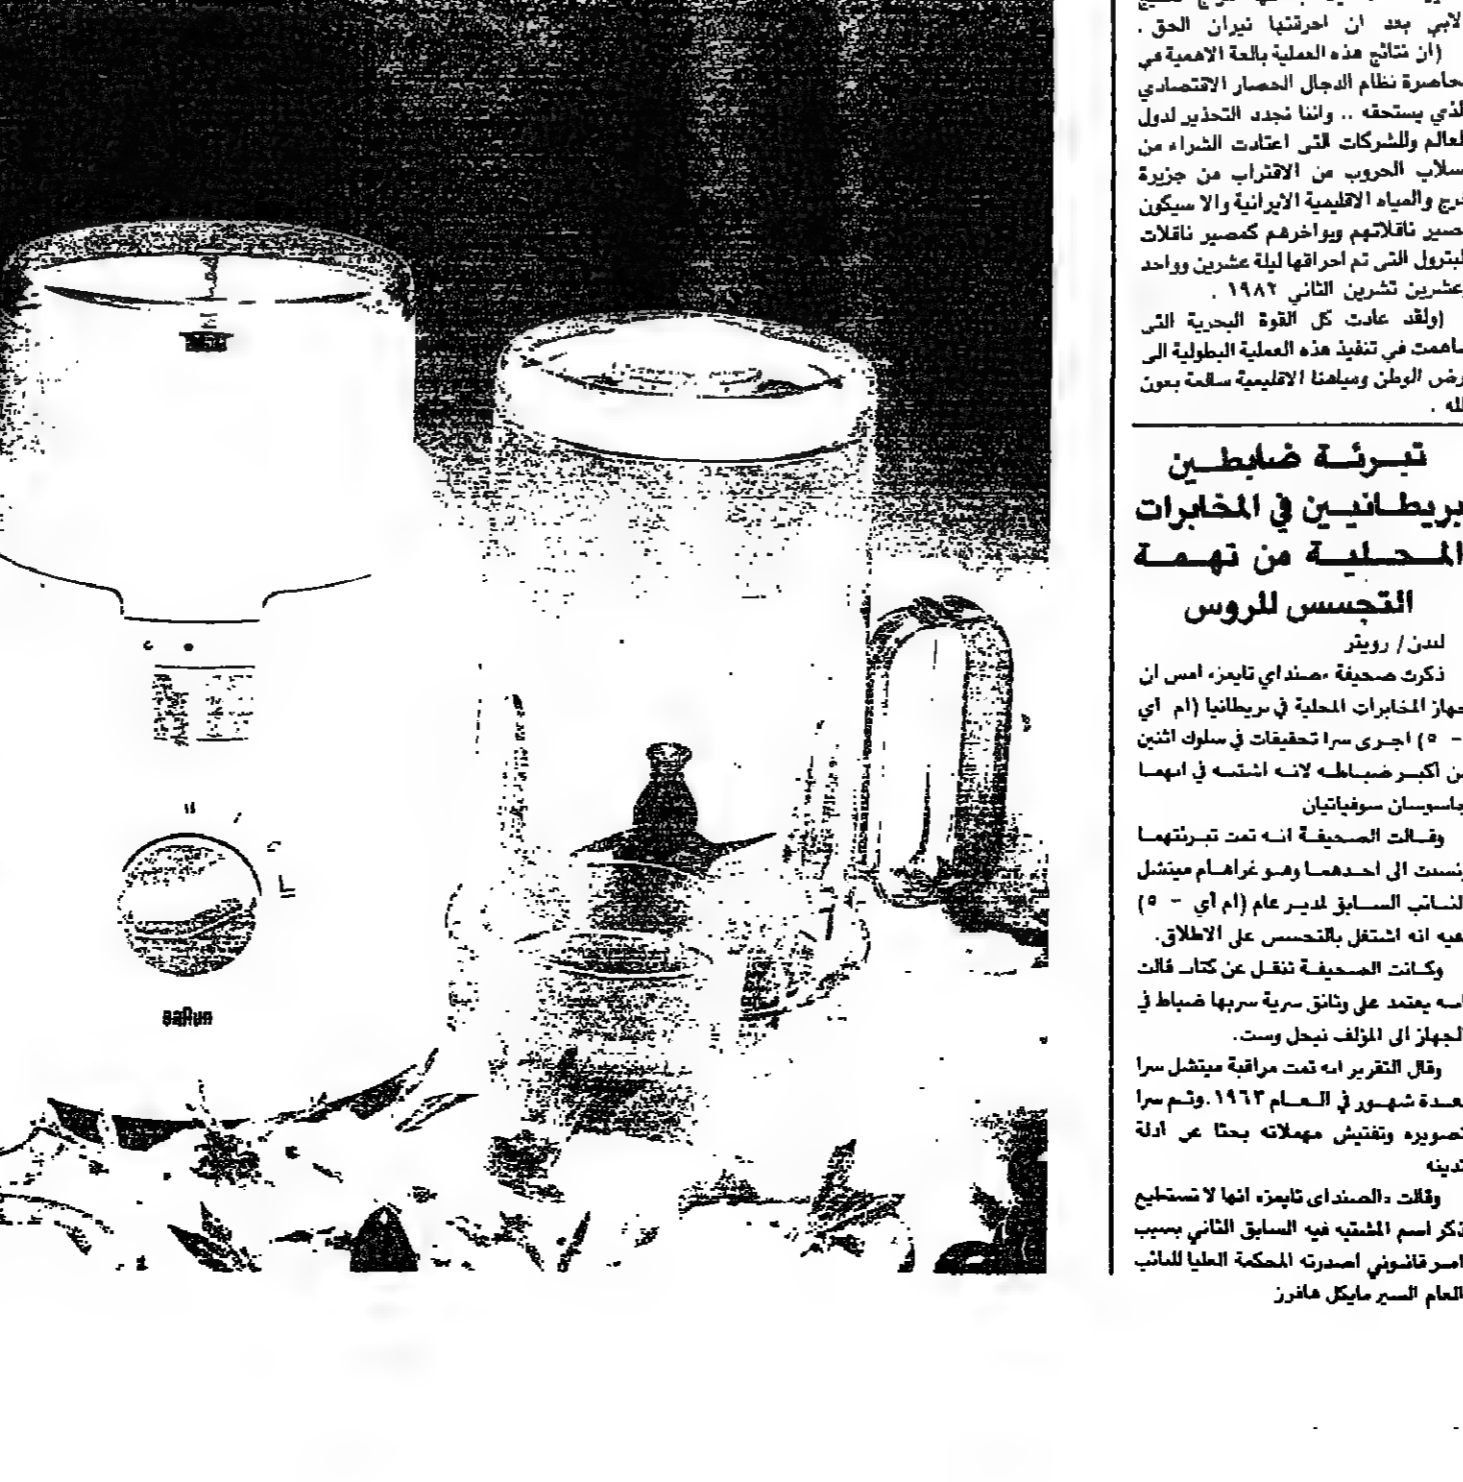 لابي بعد ان احرقتها نيران الحق .
(ان نتائج هذه العملية بالغة الاهمية في
محاصرة نظام الدجال الحصار الاقتصادي
الذي يستحقه .. واننا نجدد التحذير لدول
العالم وللشركات التي اعتادت الشراء من
اسلاب الحروب من الاقتراب من جزيرة
خرج والمياه الاقليمية الايرانية والا سيكون
مصير ناقلاتهم وبواخرهم كمصير ناقلات
البترول التي تم احراقها ليلة عشرين وواحد
وعشرين تشرين الثاني ١٩٨٢ .
(ولقد عادت كل القوة البحرية التي
ساهمت في تنفيذ هذه العملية البطولية الى
ارض الوطن ومياهنا الاقليمية سالمة بعون
الله .
تبرئة ضابطين
بريطانيين في المخابرات
المحلية من تهمة
التجسس للروس
لندن / رويتر
ذكرت صحيفة «صنداي تايمز» امس ان
جهاز المخابرات المحلية في بريطانيا (ام اي
- ٥) اجرى سرا تحقيقات في سلوك اثنين
من أكبر ضباطه لانه اشتبه في انهما
جاسوسان سوفياتيان
وقالت الصحيفة انه تمت تبرئتهما
ونسبت الى احدهما وهو غراهام ميتشل
النائب السابق لمدير عام (ام أي - ٥)
نفيه انه اشتغل بالتجسس على الاطلاق.
وكانت الصحيفة تنقل عن كتاب قالت
انه يعتمد على وثائق سرية سربها ضباط في
الجهاز الى المؤلف نيجل وست.
وقال التقرير انه تمت مراقبة ميتشل سرا
لعدة شهور في العام ١٩٦٣ .وتم سرا
تصويره وتفتيش مهملاته بحثا عن أدلة
تدينه
وقالت «الصنداي تايمز» انها لا تستطيع
ذكر اسم المشتبه فيه السابق الثاني بسبب
امر قانوني اصدرته المحكمة العليا للنائب
العام السير مايكل هافرز
BRAUN